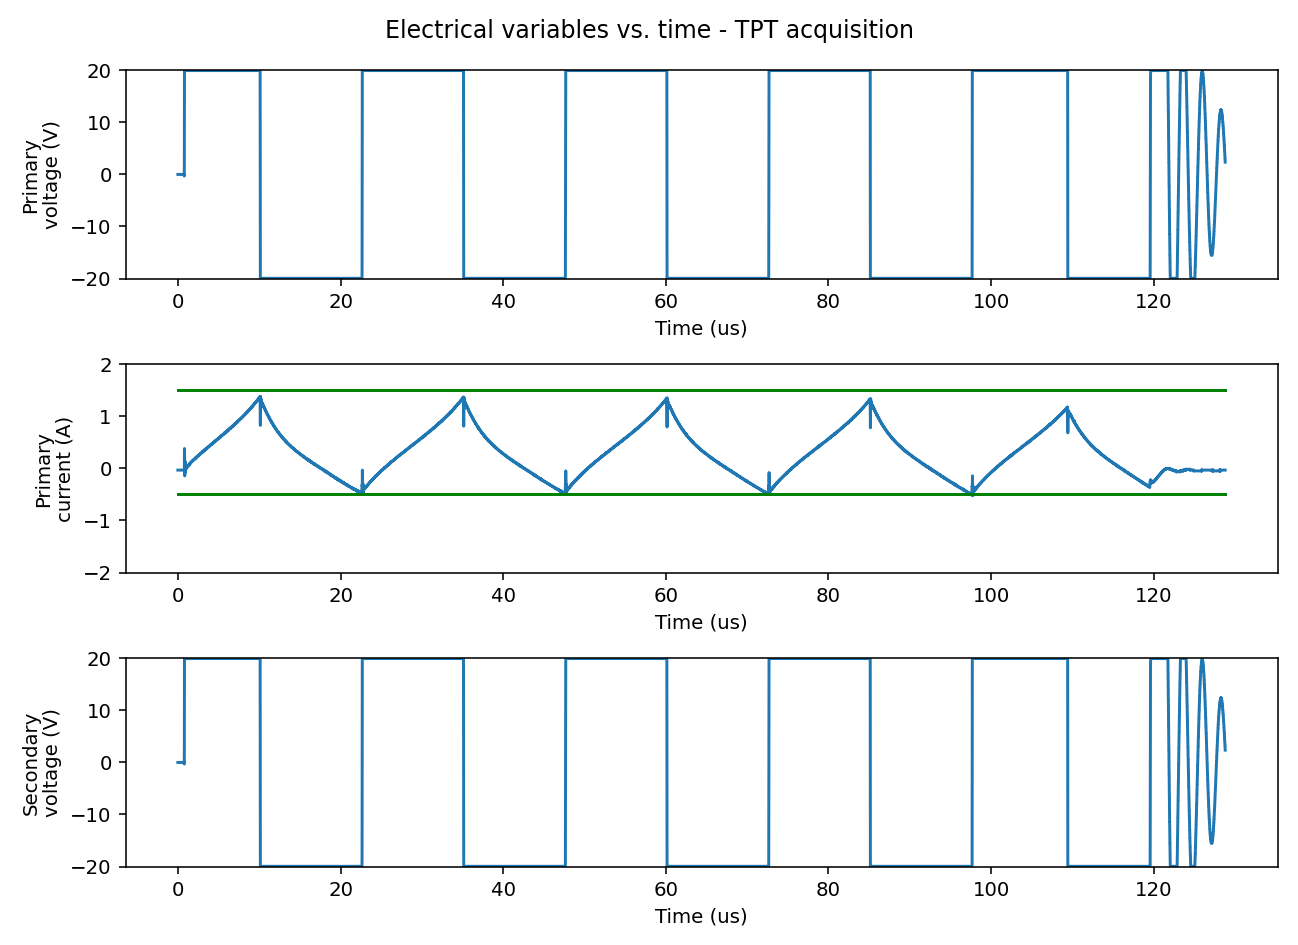 Electrical variables vs. time - TPT acquisition
Primary
voltage (V)
20
10
0
−10
−20
0 20 40 60 80 100 120
Time (us)
Primary
current (A)
2
1
0
−1
−2
0 20 40 60 80 100 120
Time (us)
Secondary
voltage (V)
20
10
0
−10
−20
0 20 40 60 80 100 120
Time (us)